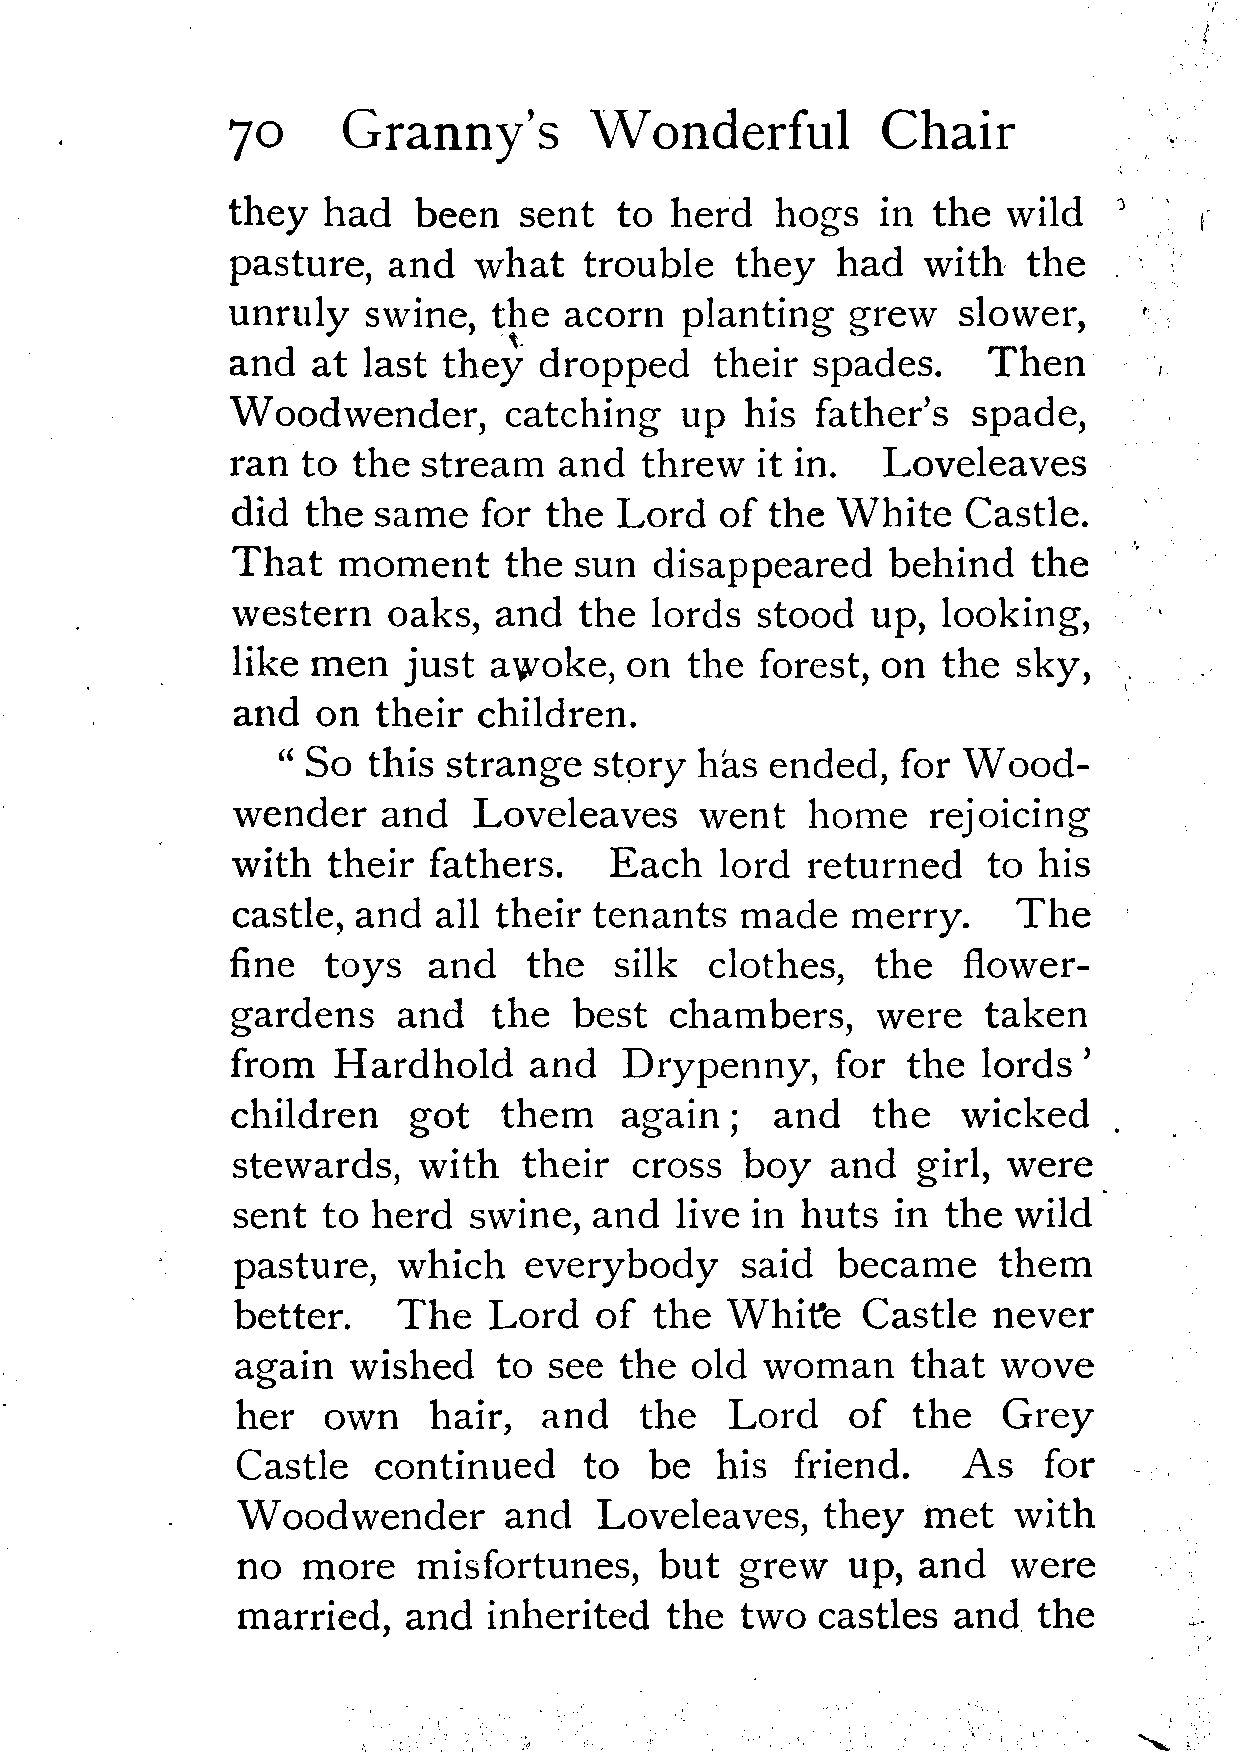 70 Granny's Wonderful Chair
they had been sent to herd hogs in the wild
pasture, and what trouble they had with the
unruly swine, the acorn planting grew slower,
and at last they dropped their spades. Then
Woodwender, catching up his father's spade,
ran to the stream and threw it in. Loveleaves
did the same for the Lord of the White Castle.
That moment the sun disappeared behind the
western oaks, and the lords stood up, looking,
like men just awoke, on the forest, on the sky,
and on their children.
" So this strange story has ended, for Wood-
wender and Loveleaves went home rejoicing
with their fathers. Each lord returned to his
castle, and all their tenants made merry. The
fine toys and the silk clothes, the flower-
gardens and the best chambers, were taken
from Hardhold and Drypenny, for the lords '
children got them again ; and the wicked
stewards, with their cross boy and girl, were
sent to herd swine, and live in huts in the wild
pasture, which everybody said became them
better. The Lord of the White Castle never
again wished to see the old woman that wove
her own hair, and the Lord of the Grey
Castle continued to be his friend. As for
Woodwender and Loveleaves, they met with
no more misfortunes, but grew up, and were
married, and inherited the two castles and the